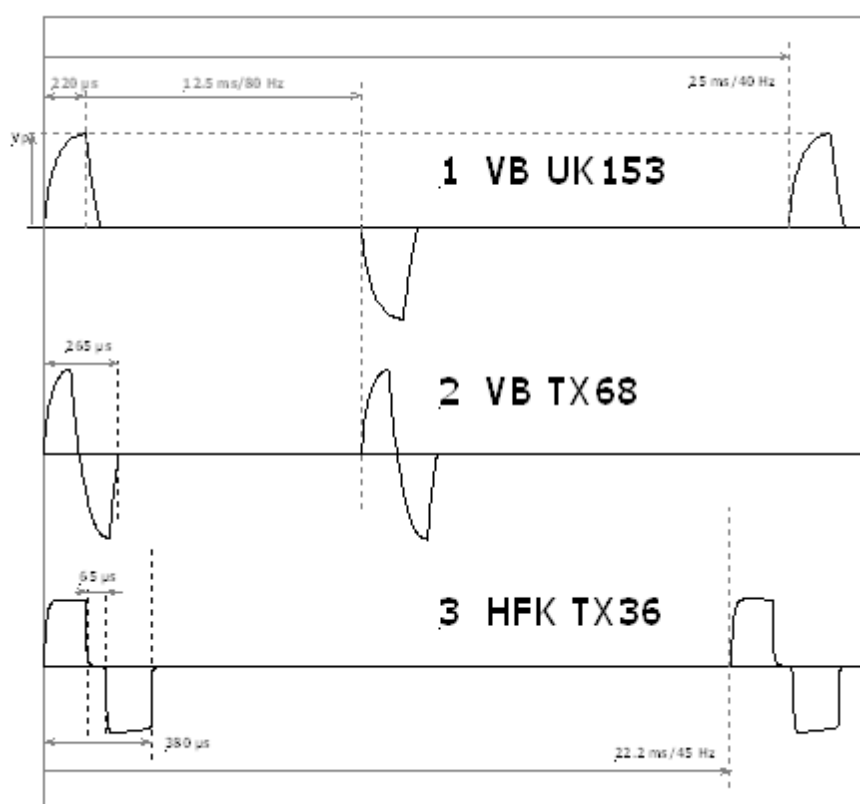 25 ms/40 Hz
220 µs
12.5 ms/80 Hz
VPK
1 VB UK153
265 µs
2 VB TX68
65 µs
3 HFK TX36
380 µs
22.2 ms/45 Hz